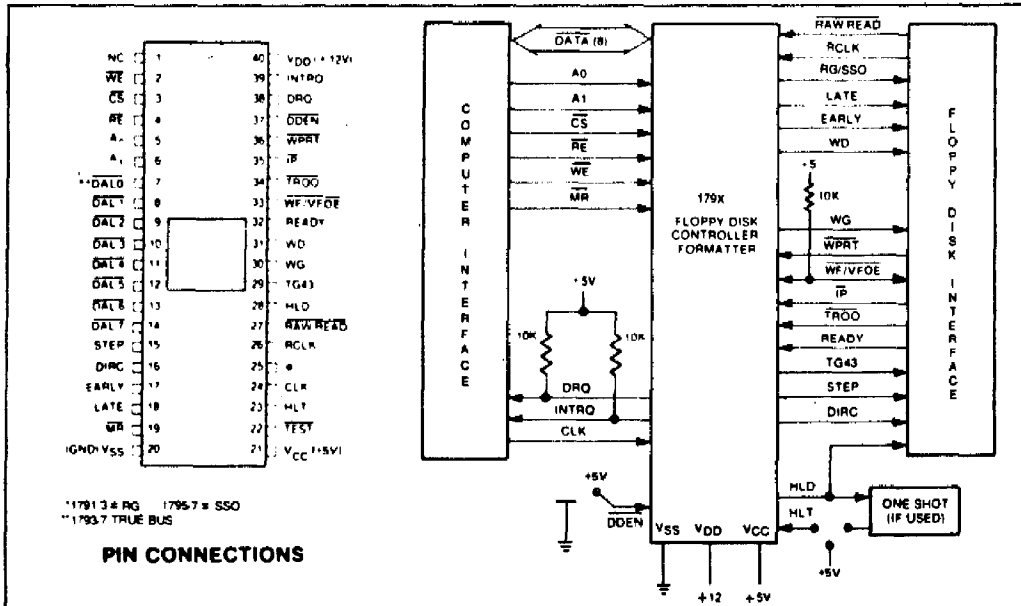 NC 1 40 VDD (+12V)
WE 2 39 INTRQ
CS 3 38 DRQ
RE 4 37 DDEN
A0 5 36 WPRT
A1 6 35 IP
**DAL0 7 34 TR00
DAL1 8 33 WF/VFOE
DAL2 9 32 READY
DAL3 10 31 WD
DAL4 11 30 WG
DAL5 12 29 TG43
DAL6 13 28 HLD
DAL7 14 27 RAW READ
STEP 15 26 RCLK
DIRC 16 25 *
EARLY 17 24 CLK
LATE 18 23 HLT
MR 19 22 TEST
(GND) VSS 20 21 VCC (+5V)
*1791/3 = RG 1795/7 = SSO
**1793/7 TRUE BUS
PIN CONNECTIONS
COMPUTER INTERFACE
DATA (8)
A0
A1
CS
RE
WE
MR
+5V
10K
10K
DRQ
INTRQ
CLK
+5V
DDEN
179X
FLOPPY DISK
CONTROLLER
FORMATTER
VSS
VDD
VCC
+12
+5V
RAW READ
RCLK
RG/SSO
LATE
EARLY
WD
+5
10K
WG
WPRT
WF/VFOE
IP
TR00
READY
TG43
STEP
DIRC
HLD
HLT
+5V
ONE SHOT
(IF USED)
FLOPPY DISK INTERFACE